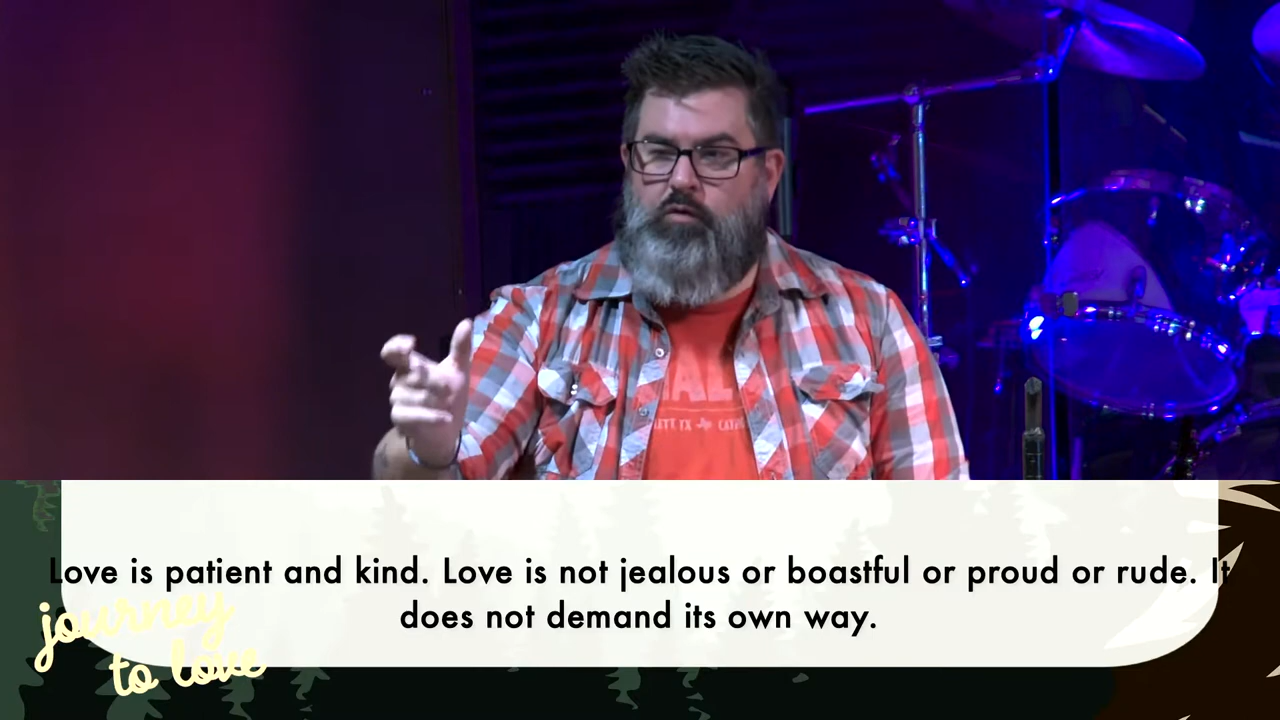 Love is patient and kind. Love is not jealous or boastful or proud or rude. It
does not demand its own way.
journey
to love